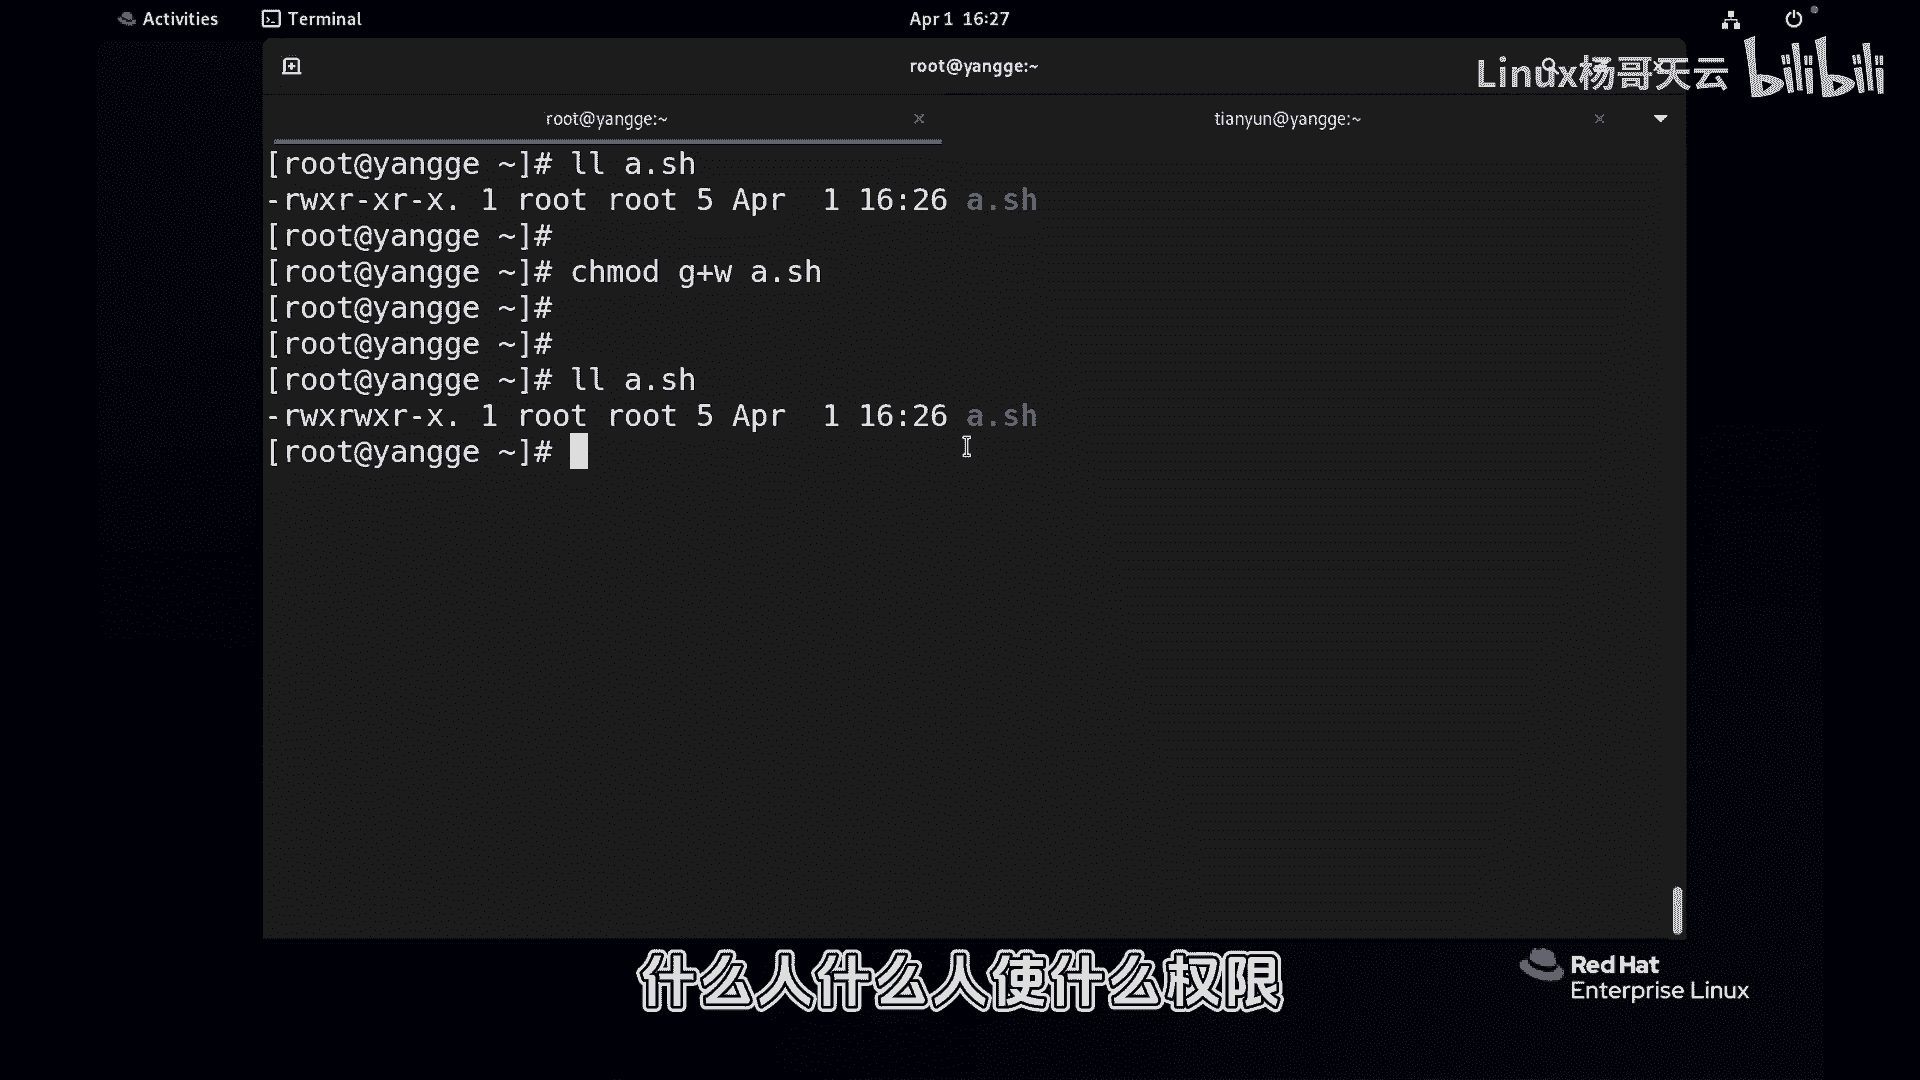 Activities
Terminal
Apr 1 16:27
root@yangge:~
Linux杨哥天云 bilibili
root@yangge:~
tianyun@yangge:~
[root@yangge ~]# ll a.sh
-rwxr-xr-x. 1 root root 5 Apr  1 16:26 a.sh
[root@yangge ~]#
[root@yangge ~]# chmod g+w a.sh
[root@yangge ~]#
[root@yangge ~]#
[root@yangge ~]# ll a.sh
-rwxrwxr-x. 1 root root 5 Apr  1 16:26 a.sh
[root@yangge ~]#
什么人什么人使什么权限
Red Hat
Enterprise Linux